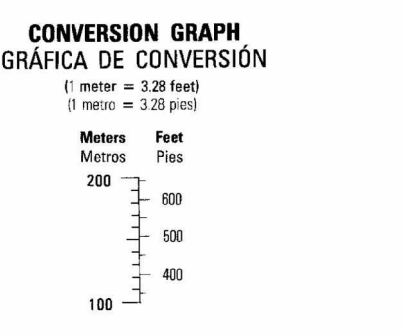 CONVERSION GRAPH
GRÁFICA DE CONVERSIÓN
(1 meter = 3.28 feet)
(1 metro = 3.28 pies)
Meters Feet
Metros Pies
200
600
500
400
100